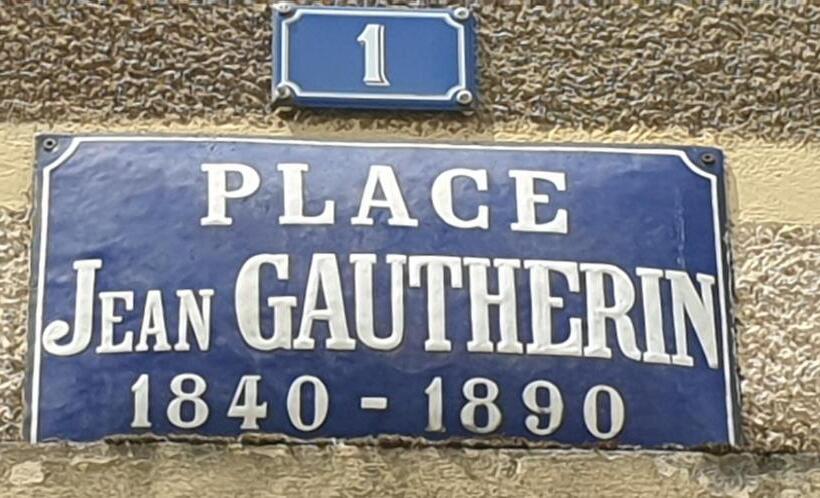 1
PLACE
JEAN GAUTHERIN
1840 - 1890